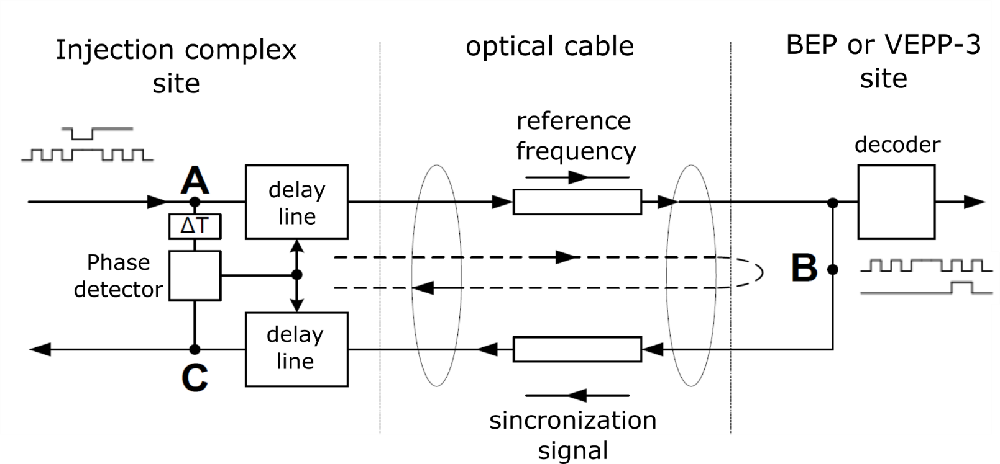 Injection complex
site
optical cable
BEP or VEPP-3
site
reference
frequency
decoder
A
delay
line
ΔT
Phase
detector
B
delay
line
C
sincronization
signal